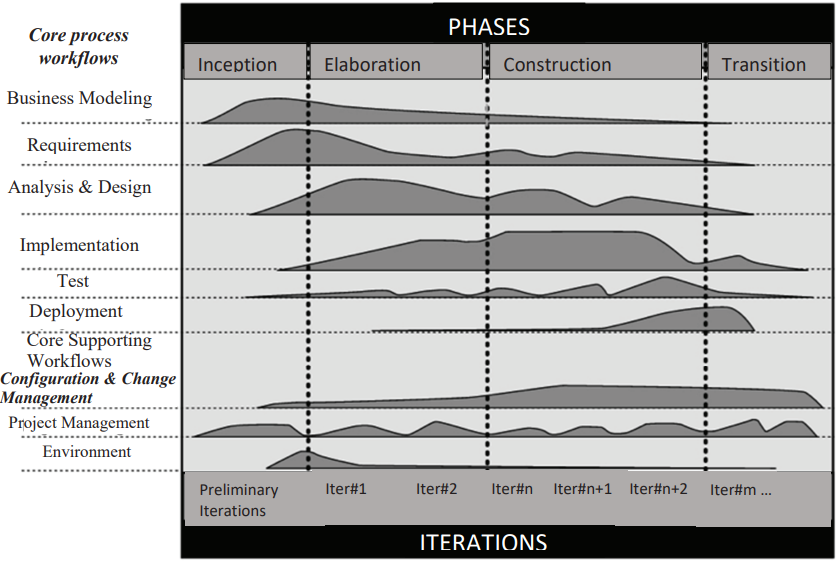 PHASES
Core process
workflows
Inception Elaboration Construction Transition
Business Modeling
Requirements
Analysis & Design
Implementation
Test
Deployment
Core Supporting
Workflows
Configuration & Change
Management
Project Management
Environment
Preliminary
Iterations
Iter#1 Iter#2 Iter#n Iter#n+1 Iter#n+2 Iter#m ...
ITERATIONS